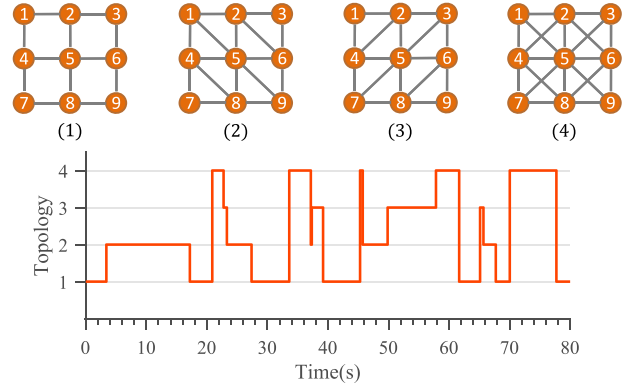 1 2 3 1 2 3 1 2 3 1 2 3
4 5 6 4 5 6 4 5 6 4 5 6
7 8 9 7 8 9 7 8 9 7 8 9
(1) (2) (3) (4)
4
3
2
1
Topology
0 10 20 30 40 50 60 70 80
Time(s)